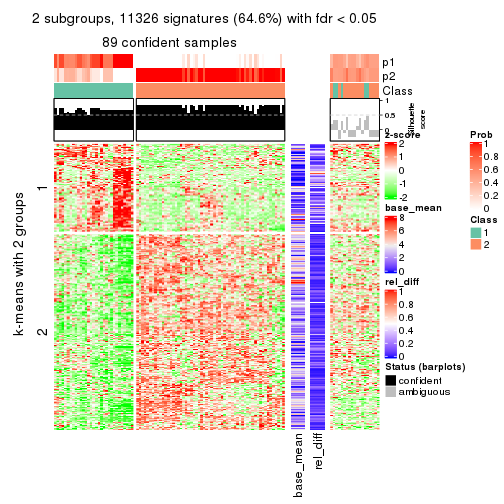 2 subgroups, 11326 signatures (64.6%) with fdr < 0.05
89 confident samples
p1
p2
Class
1
0.5
0
Silhouette
score
k-means with 2 groups
1
2
base_mean
rel_diff
z-score
2
1
0
-1
-2
base_mean
8
6
4
2
0
rel_diff
1
0.8
0.6
0.4
0.2
0
Status (barplots)
confident
ambiguous
Prob
1
0.8
0.6
0.4
0.2
0
Class
1
2